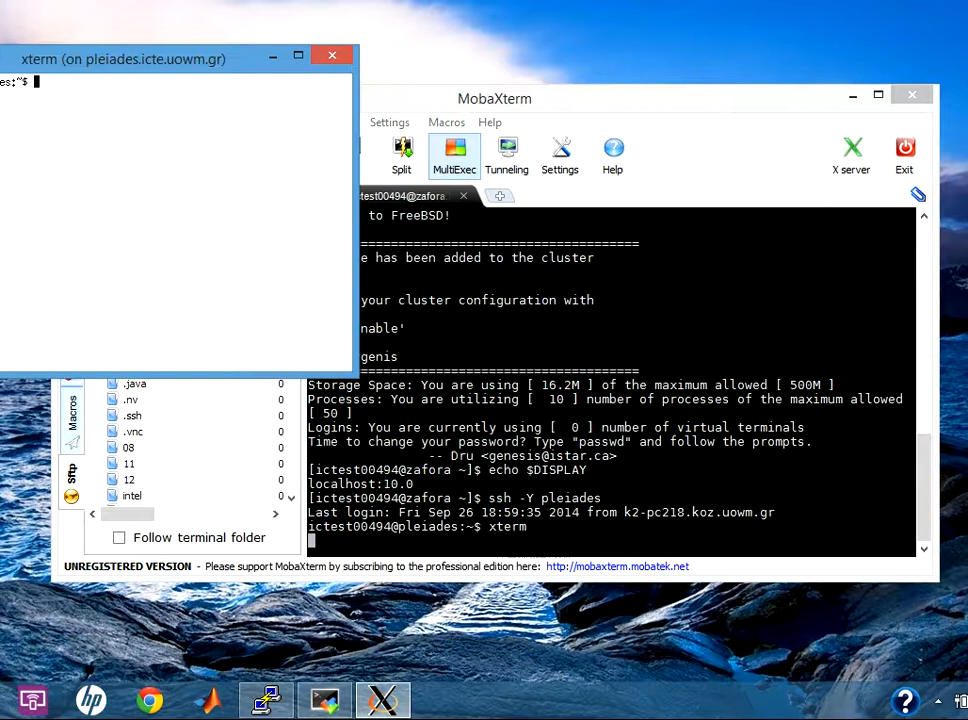 xterm (on pleiades.icte.uowm.gr)
es:~$
MobaXterm
Settings Macros Help
Split MultiExec Tunneling Settings Help X server Exit
ctest00494@zafora
to FreeBSD!
=====================================
e has been added to the cluster
your cluster configuration with
nable'
genis
=====================================
Storage Space: You are using [ 16.2M ] of the maximum allowed [ 500M ]
Processes: You are utilizing [ 10 ] number of processes of the maximum allowed
[ 50 ]
Logins: You are currently using [ 0 ] number of virtual terminals
Time to change your password? Type "passwd" and follow the prompts.
-- Dru <genesis@istar.ca>
[ictest00494@zafora ~]$ echo $DISPLAY
localhost:10.0
[ictest00494@zafora ~]$ ssh -Y pleiades
Last login: Fri Sep 26 18:59:35 2014 from k2-pc218.koz.uowm.gr
ictest00494@pleiades:~$ xterm
Macros
Sftp
.java 0
.nv 0
.ssh 0
.vnc 0
08 0
11 0
12 0
intel 0
Follow terminal folder
UNREGISTERED VERSION - Please support MobaXterm by subscribing to the professional edition here: http://mobaxterm.mobatek.net
hp